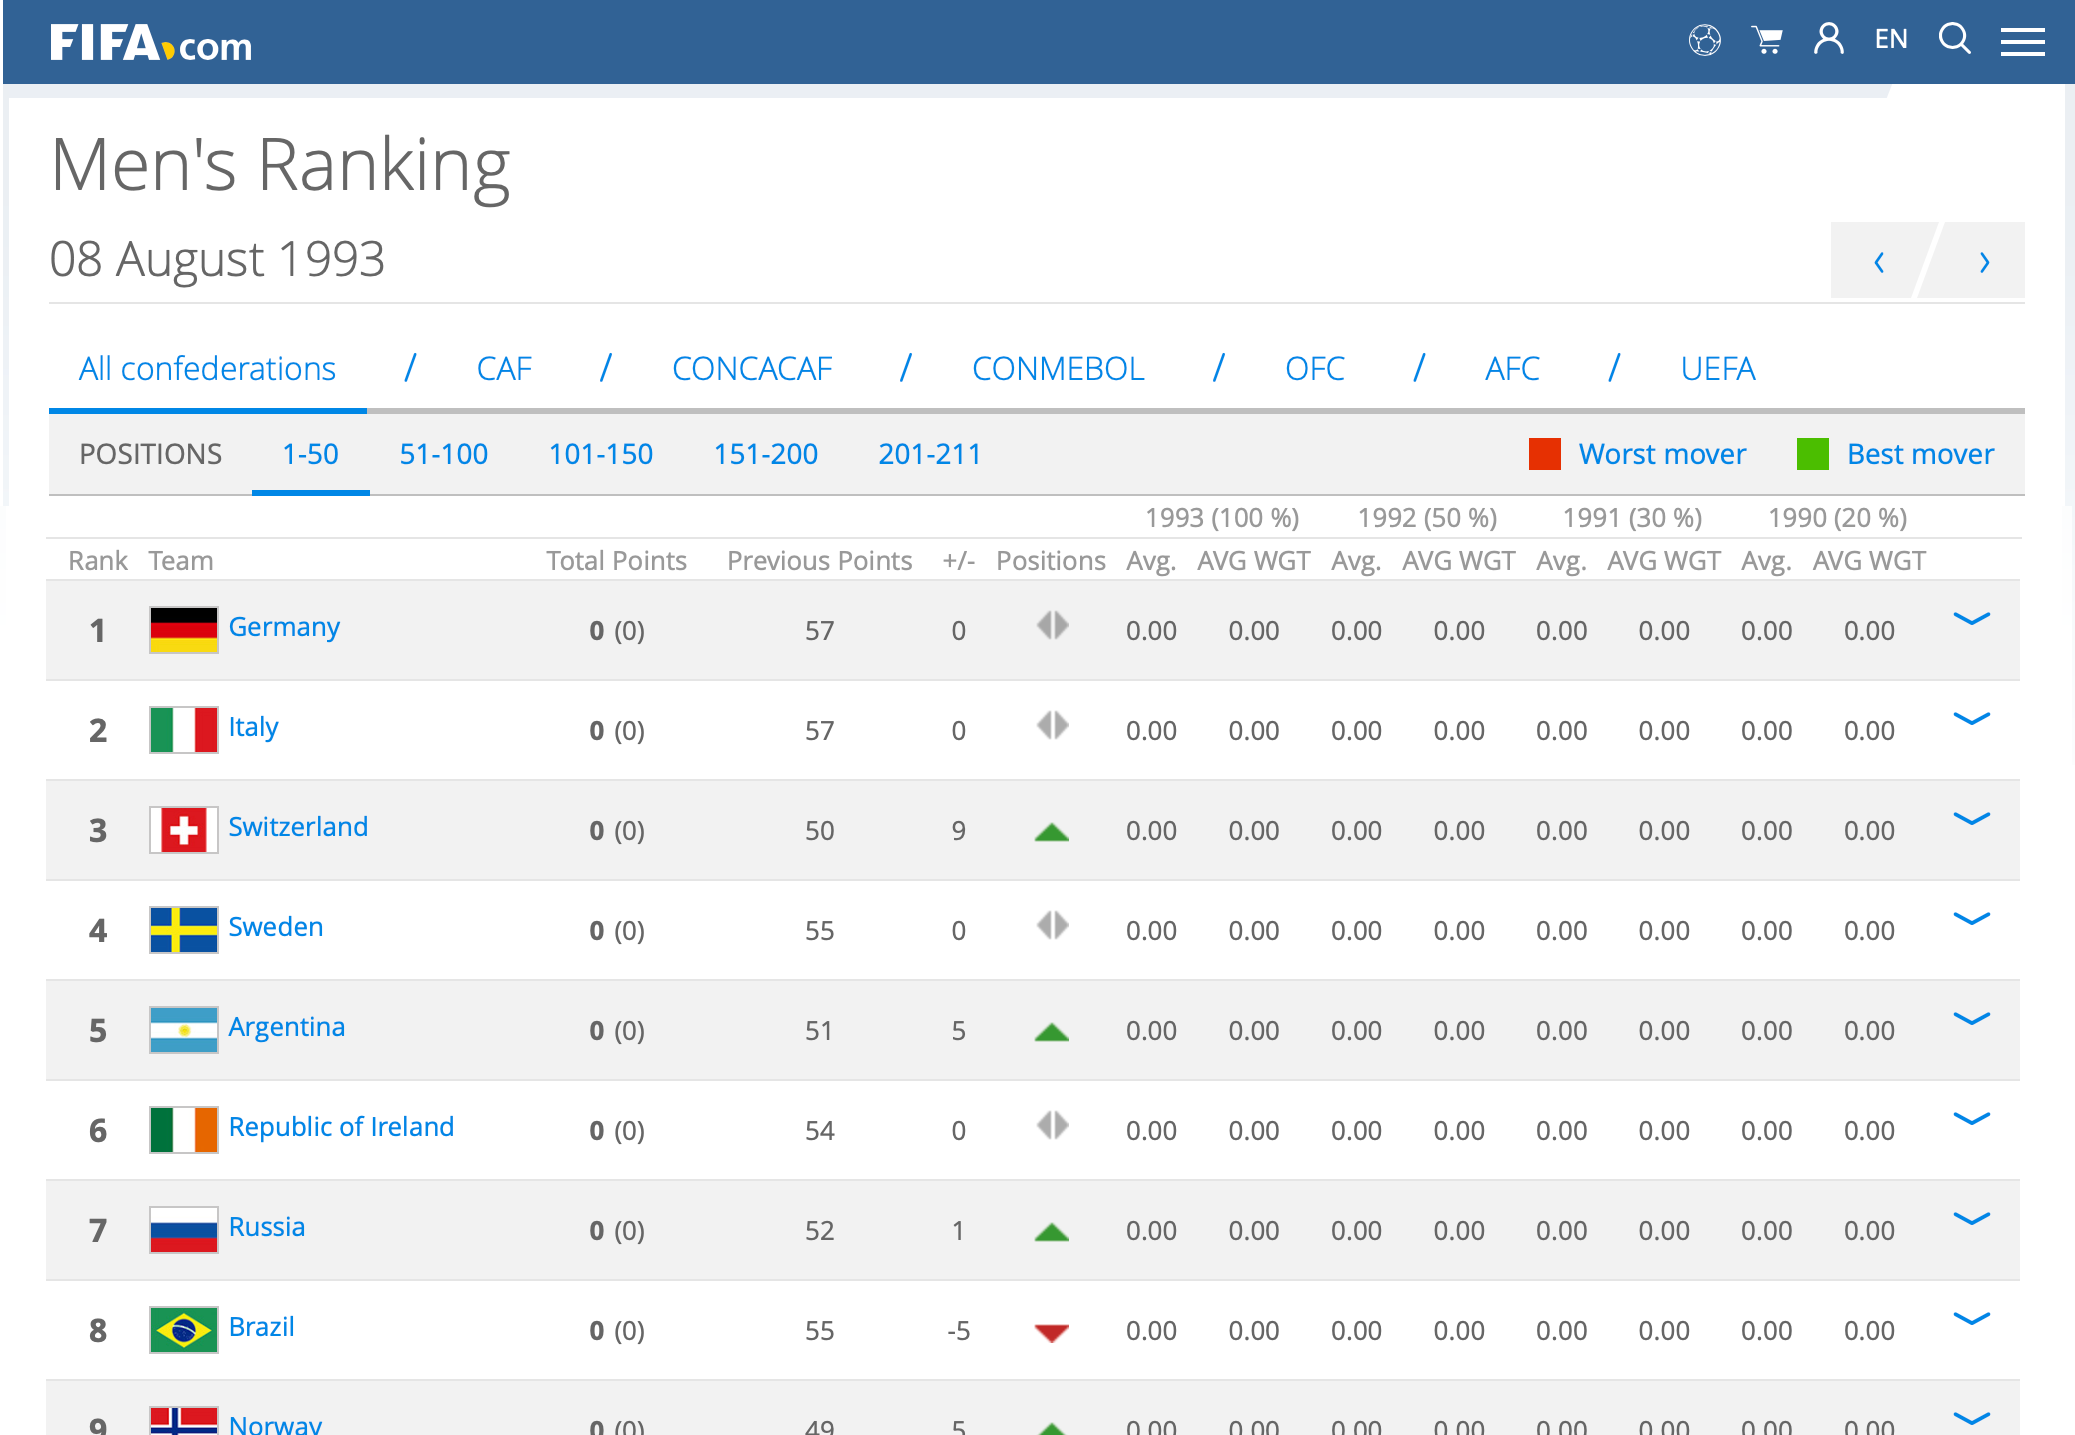 FIFA.com EN
Men's Ranking
08 August 1993
All confederations / CAF / CONCACAF / CONMEBOL / OFC / AFC / UEFA
POSITIONS 1-50 51-100 101-150 151-200 201-211 Worst mover Best mover
1993 (100 %) 1992 (50 %) 1991 (30 %) 1990 (20 %)
Rank Team Total Points Previous Points +/- Positions Avg. AVG WGT Avg. AVG WGT Avg. AVG WGT Avg. AVG WGT
1 Germany 0 (0) 57 0 0.00 0.00 0.00 0.00 0.00 0.00 0.00 0.00
2 Italy 0 (0) 57 0 0.00 0.00 0.00 0.00 0.00 0.00 0.00 0.00
3 Switzerland 0 (0) 50 9 0.00 0.00 0.00 0.00 0.00 0.00 0.00 0.00
4 Sweden 0 (0) 55 0 0.00 0.00 0.00 0.00 0.00 0.00 0.00 0.00
5 Argentina 0 (0) 51 5 0.00 0.00 0.00 0.00 0.00 0.00 0.00 0.00
6 Republic of Ireland 0 (0) 54 0 0.00 0.00 0.00 0.00 0.00 0.00 0.00 0.00
7 Russia 0 (0) 52 1 0.00 0.00 0.00 0.00 0.00 0.00 0.00 0.00
8 Brazil 0 (0) 55 -5 0.00 0.00 0.00 0.00 0.00 0.00 0.00 0.00
9 Norway 0 (0) 49 5 0.00 0.00 0.00 0.00 0.00 0.00 0.00 0.00